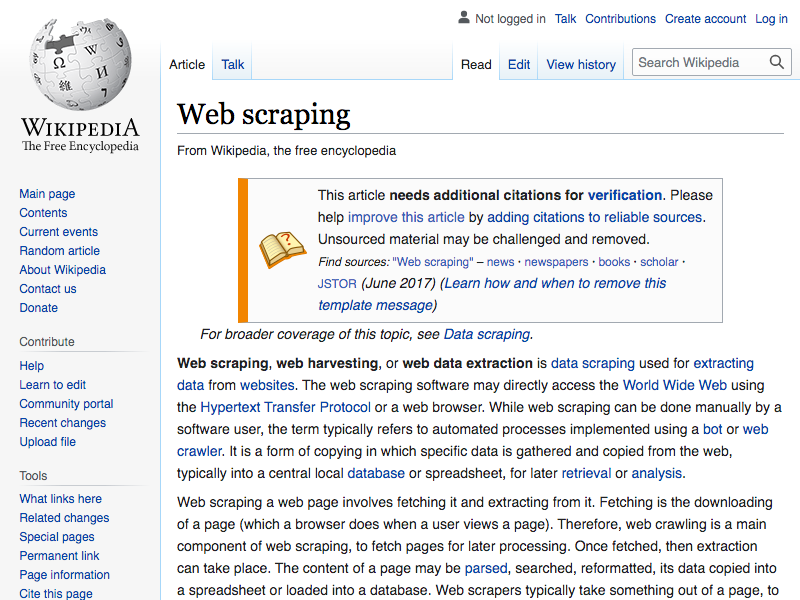 Not logged in Talk Contributions Create account Log in
Article Talk Read Edit View history Search Wikipedia
Ω W И 維
WIKIPEDIA
The Free Encyclopedia
Main page
Contents
Current events
Random article
About Wikipedia
Contact us
Donate
Contribute
Help
Learn to edit
Community portal
Recent changes
Upload file
Tools
What links here
Related changes
Special pages
Permanent link
Page information
Cite this page
Web scraping
From Wikipedia, the free encyclopedia
This article needs additional citations for verification. Please
help improve this article by adding citations to reliable sources.
Unsourced material may be challenged and removed.
Find sources: "Web scraping" – news · newspapers · books · scholar ·
JSTOR (June 2017) (Learn how and when to remove this
template message)
For broader coverage of this topic, see Data scraping.
Web scraping, web harvesting, or web data extraction is data scraping used for extracting
data from websites. The web scraping software may directly access the World Wide Web using
the Hypertext Transfer Protocol or a web browser. While web scraping can be done manually by a
software user, the term typically refers to automated processes implemented using a bot or web
crawler. It is a form of copying in which specific data is gathered and copied from the web,
typically into a central local database or spreadsheet, for later retrieval or analysis.
Web scraping a web page involves fetching it and extracting from it. Fetching is the downloading
of a page (which a browser does when a user views a page). Therefore, web crawling is a main
component of web scraping, to fetch pages for later processing. Once fetched, then extraction
can take place. The content of a page may be parsed, searched, reformatted, its data copied into
a spreadsheet or loaded into a database. Web scrapers typically take something out of a page, to